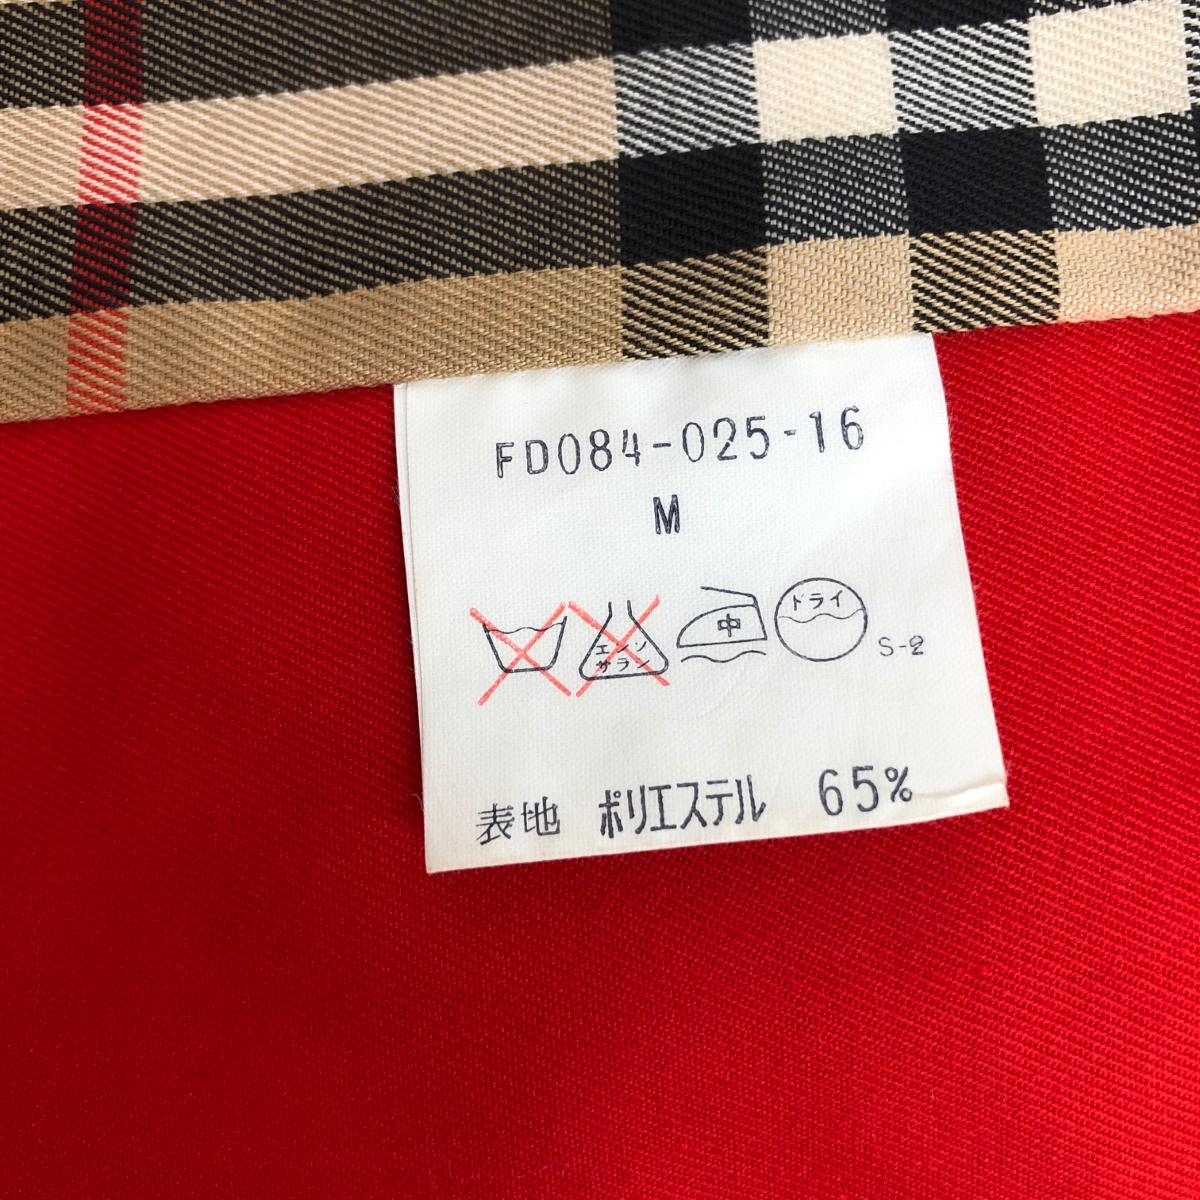 FD084-025-16
M
エンソ
サラシ
中
ドライ
S-2
表地 ポリエステル 65%